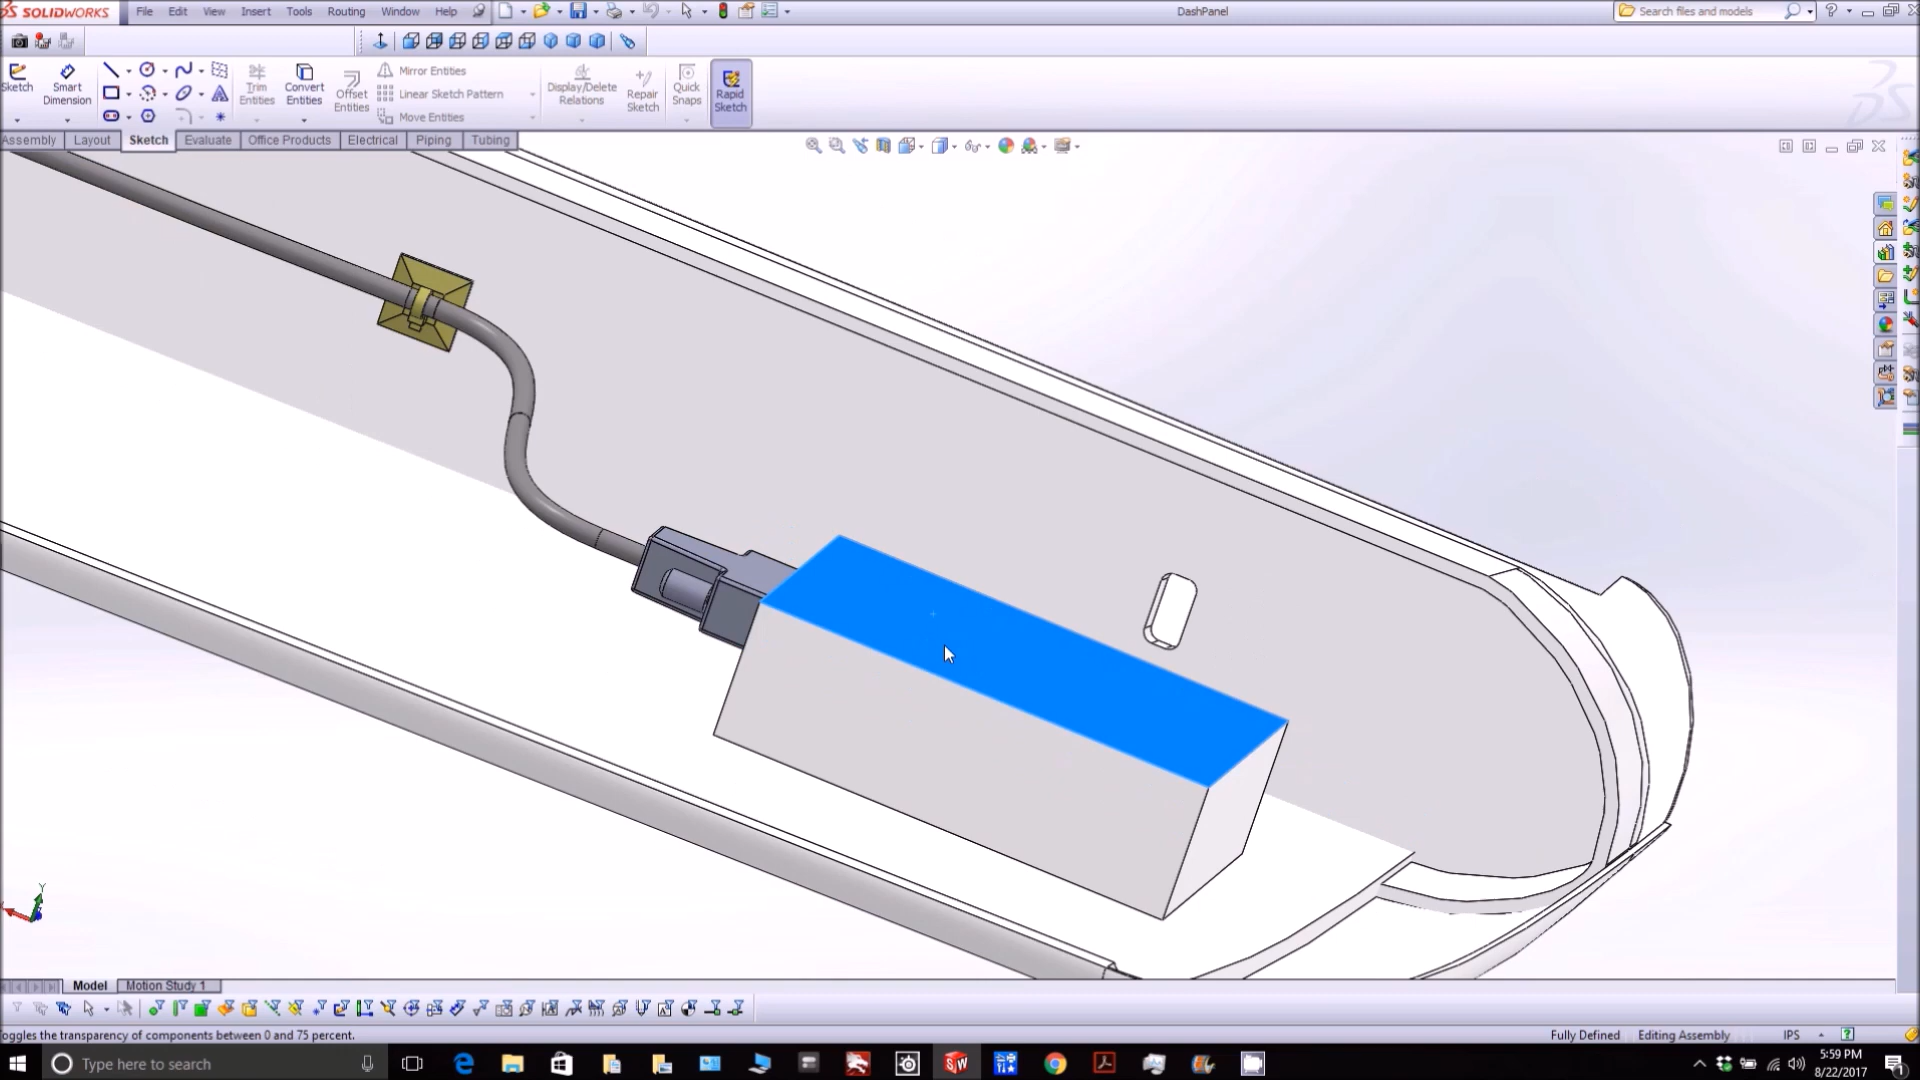 SOLIDWORKS File Edit View Insert Tools Routing Window Help DashPanel Search files and models
Sketch Smart Dimension Trim Entities Convert Entities Offset Entities Mirror Entities Linear Sketch Pattern Move Entities Display/Delete Relations Repair Sketch Quick Snaps Rapid Sketch
Assembly Layout Sketch Evaluate Office Products Electrical Piping Tubing
Y
Model Motion Study 1
oggles the transparency of components between 0 and 75 percent. Fully Defined Editing Assembly IPS
Type here to search
5:59 PM
8/22/2017